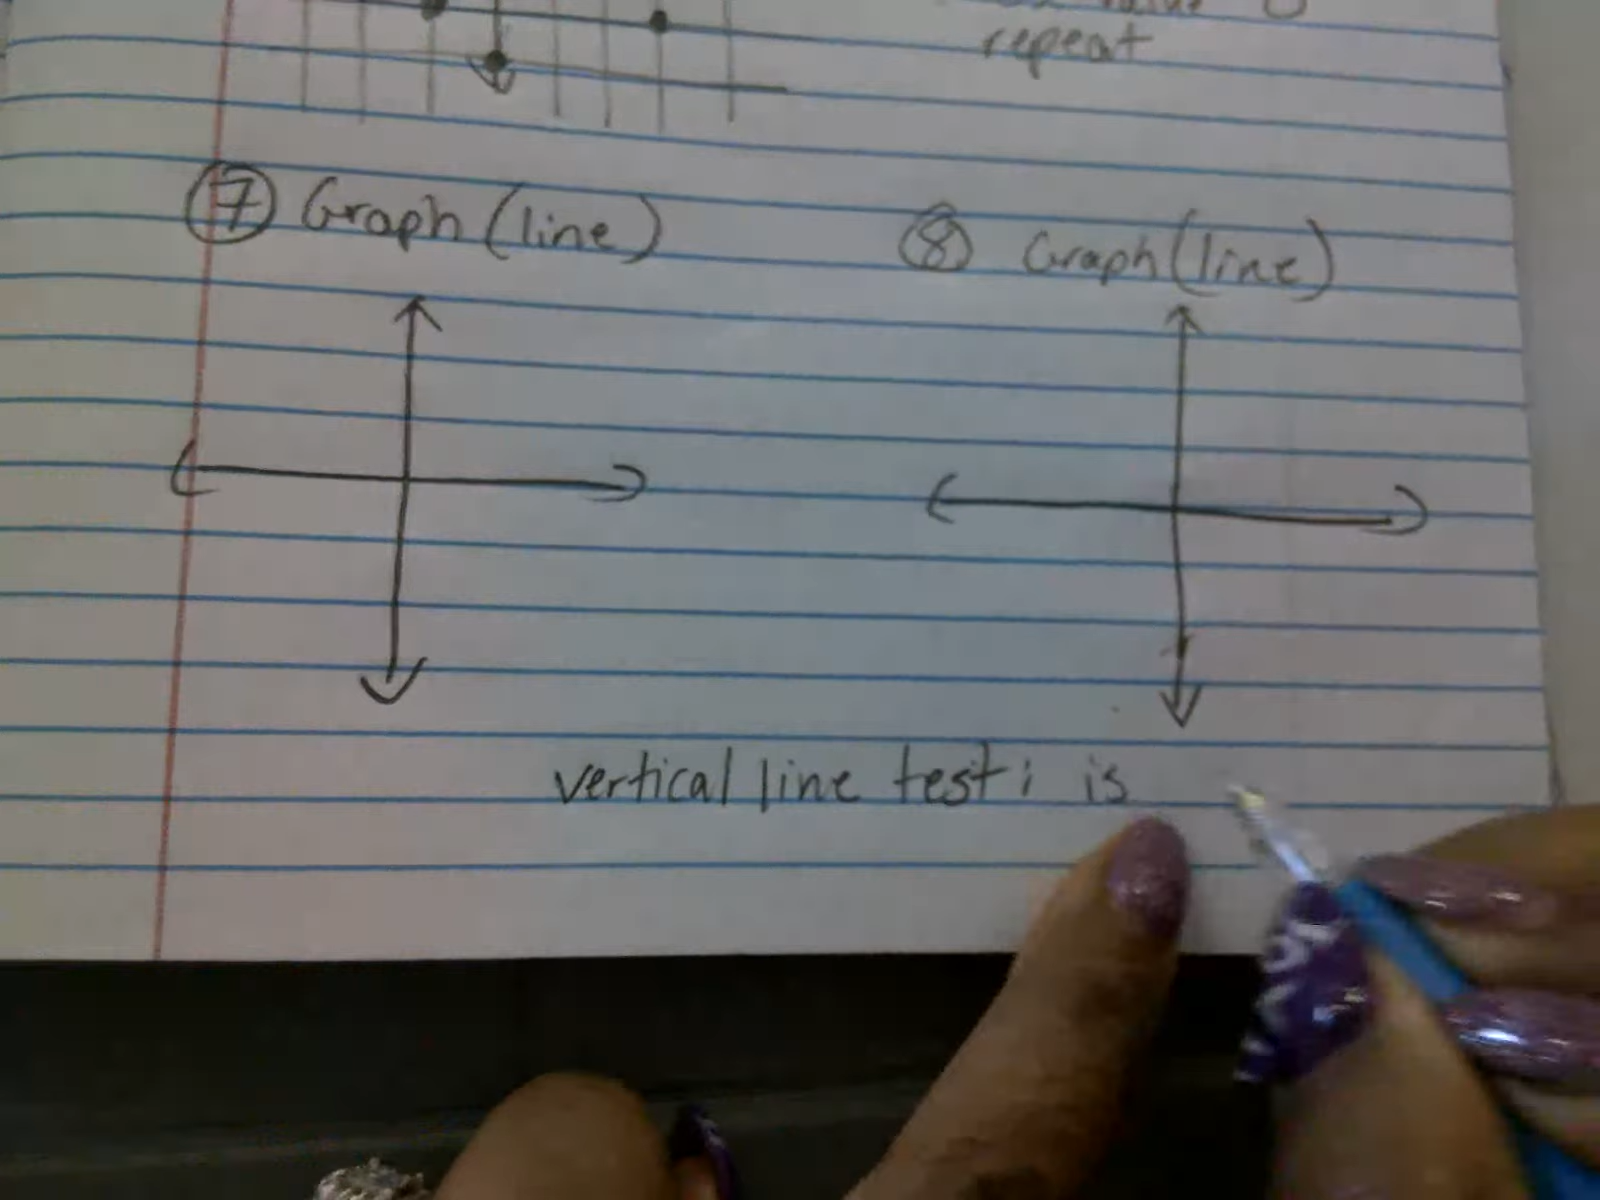 repeat
7 Graph (line)
8 Graph (line)
vertical line test: is